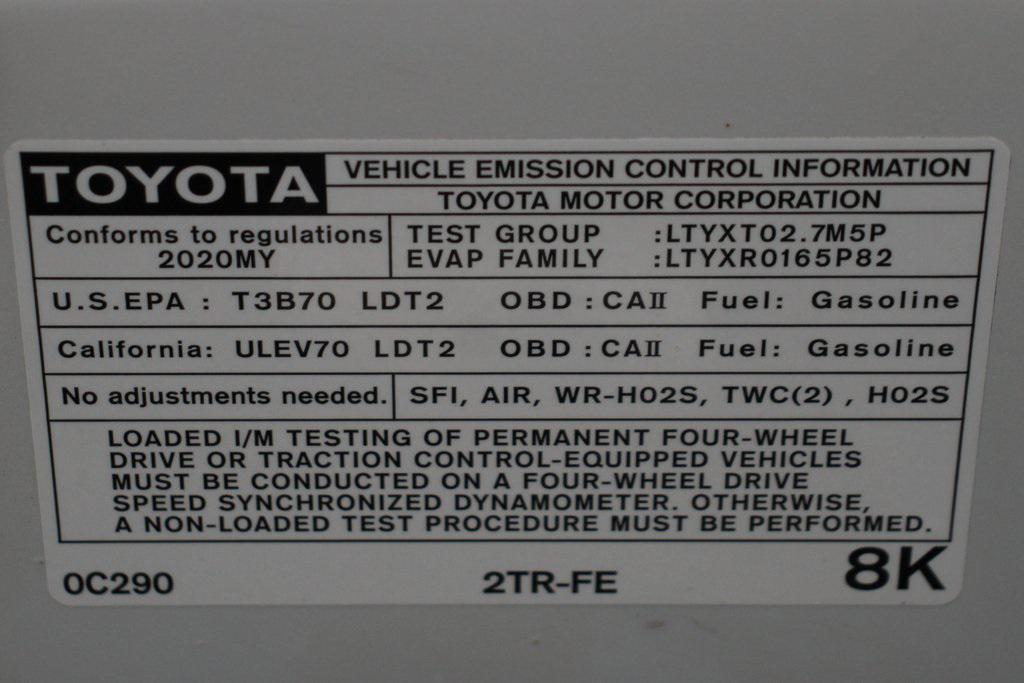 TOYOTA
VEHICLE EMISSION CONTROL INFORMATION
TOYOTA MOTOR CORPORATION
Conforms to regulations
2020MY
TEST GROUP :LTYXT02.7M5P
EVAP FAMILY :LTYXR0165P82
U.S.EPA : T3B70 LDT2 OBD : CAII Fuel: Gasoline
California: ULEV70 LDT2 OBD : CAII Fuel: Gasoline
No adjustments needed.
SFI, AIR, WR-HO2S, TWC(2) , HO2S
LOADED I/M TESTING OF PERMANENT FOUR-WHEEL
DRIVE OR TRACTION CONTROL-EQUIPPED VEHICLES
MUST BE CONDUCTED ON A FOUR-WHEEL DRIVE
SPEED SYNCHRONIZED DYNAMOMETER. OTHERWISE,
A NON-LOADED TEST PROCEDURE MUST BE PERFORMED.
0C290 2TR-FE 8K